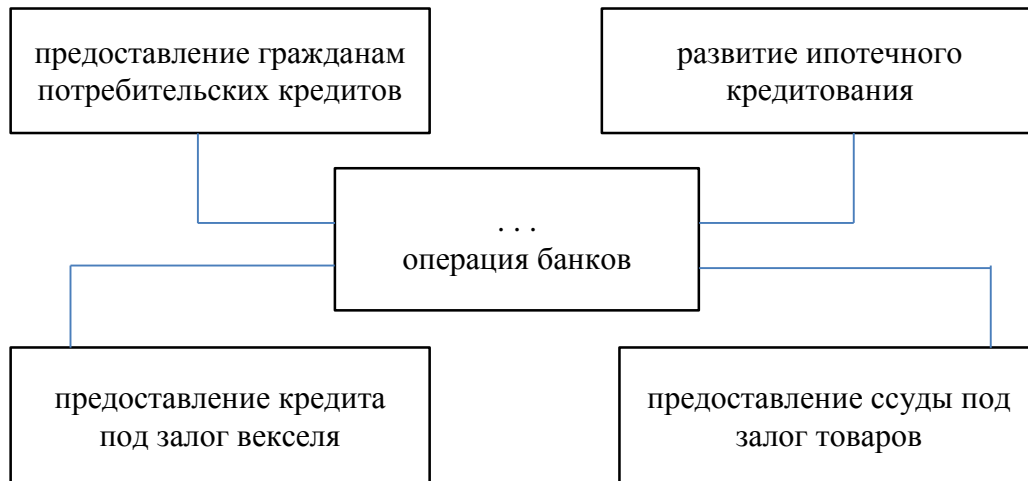 предоставление гражданам
потребительских кредитов
развитие ипотечного
кредитования
. . .
операция банков
предоставление кредита
под залог векселя
предоставление ссуды под
залог товаров